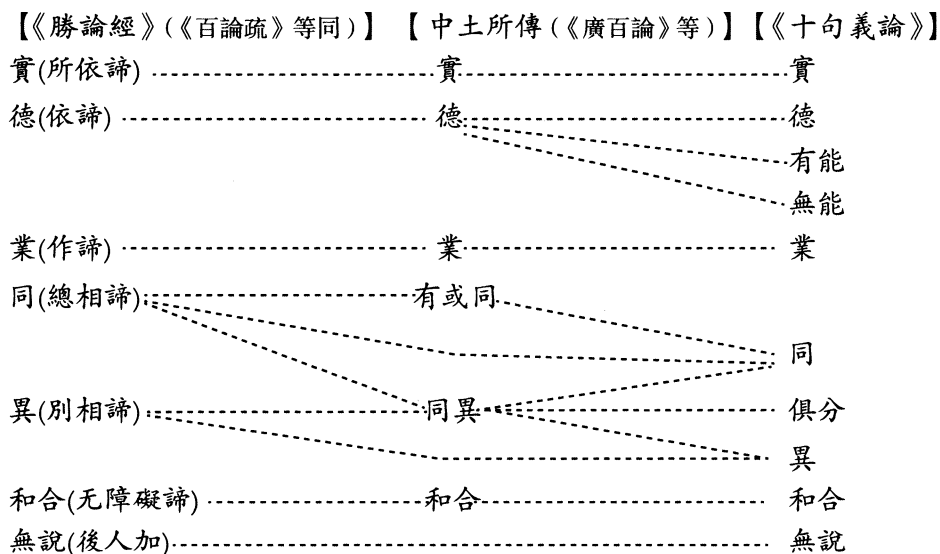 【《勝論經》(《百論疏》等同)】 【中土所傳(《廣百論》等)】【《十句義論》】
實(所依諦) 實 實
德(依諦) 德 德
有能
無能
業(作諦) 業 業
同(總相諦) 有或同
同
異(別相諦) 同異 俱分
異
和合(无障礙諦) 和合 和合
無說(後人加) 無說